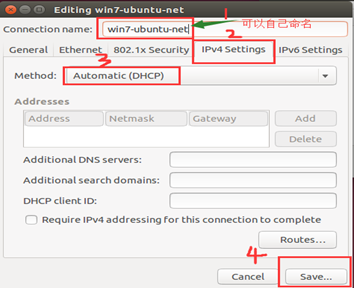 Editing win7-ubuntu-net
1
Connection name: win7-ubuntu-net 可以自己命名
2
General Ethernet 802.1x Security IPv4 Settings IPv6 Settings
3
Method: Automatic (DHCP)
Addresses
Address Netmask Gateway Add
Delete
Additional DNS servers:
Additional search domains:
DHCP client ID:
Require IPv4 addressing for this connection to complete
Routes...
4
Cancel Save...